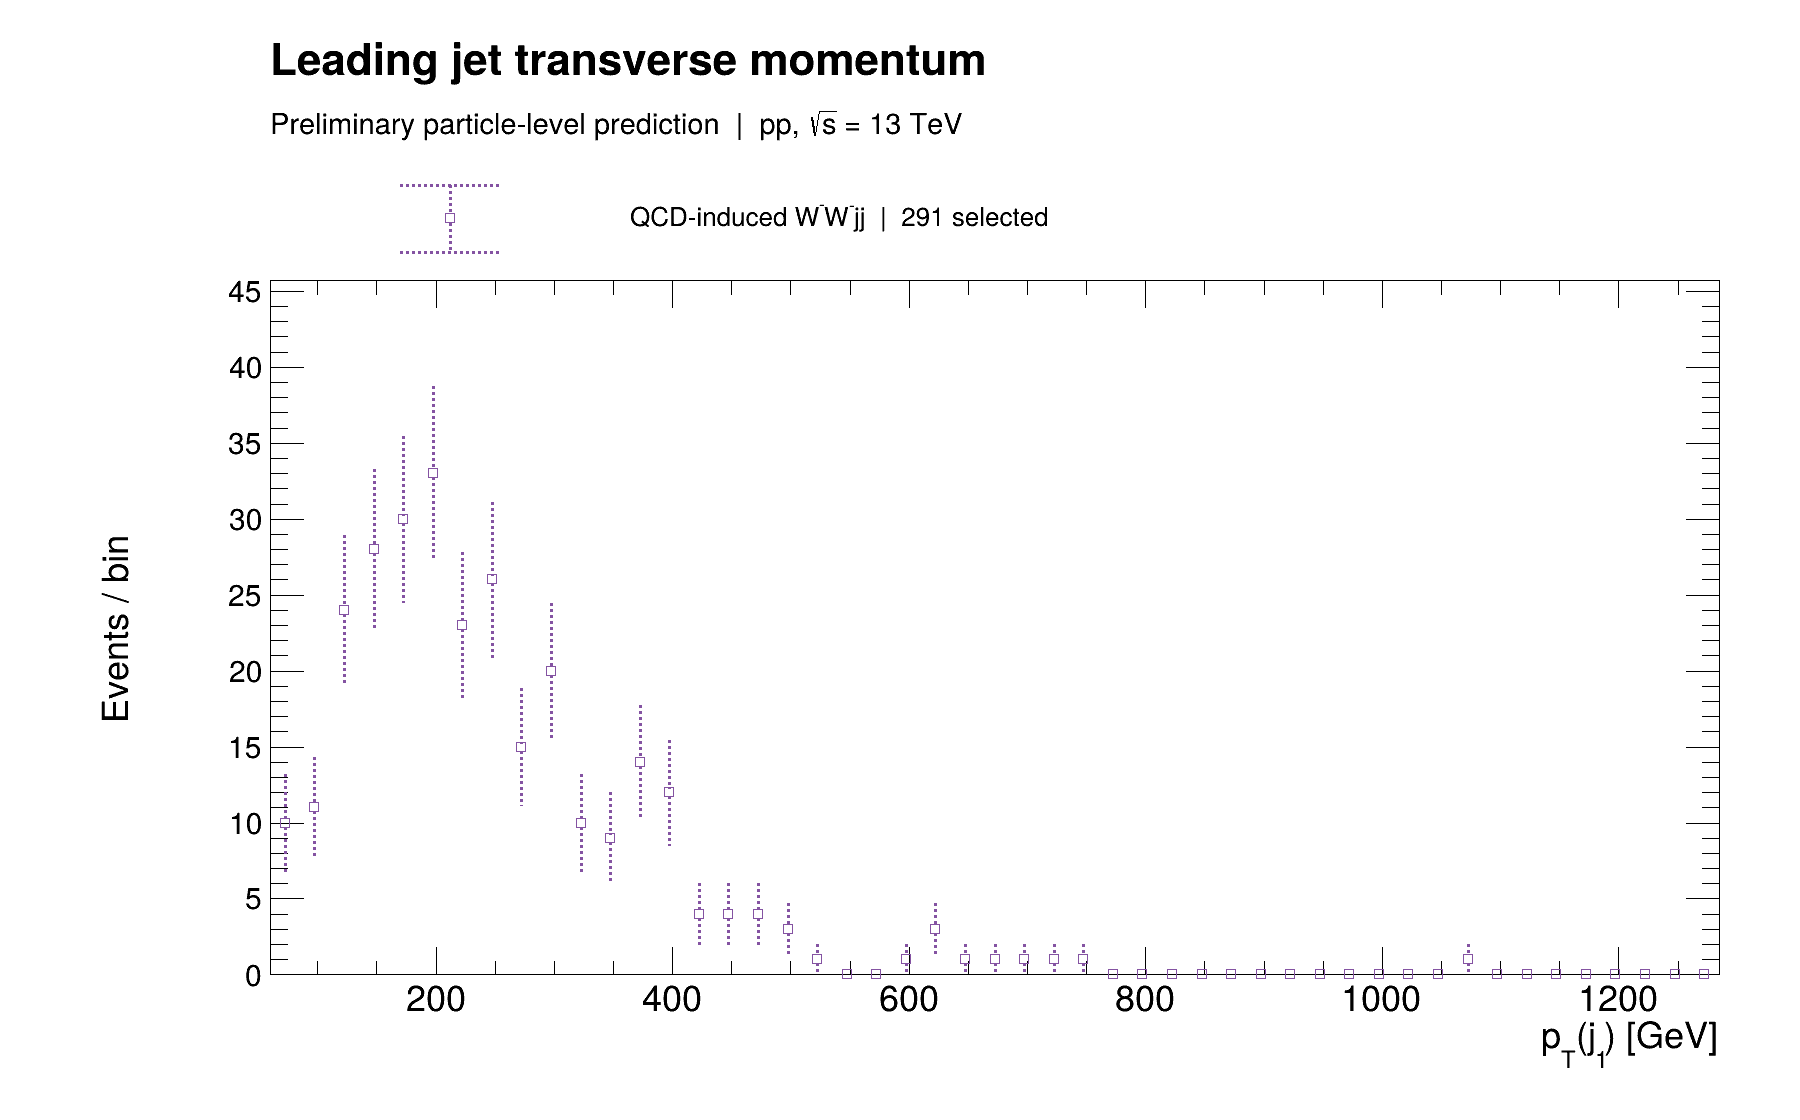 Leading jet transverse momentum
Preliminary particle-level prediction | pp, √s = 13 TeV
QCD-induced W⁻W⁻jj | 291 selected
45
40
35
30
25
20
15
10
5
0
Events / bin
200 400 600 800 1000 1200
p_T(j_1) [GeV]